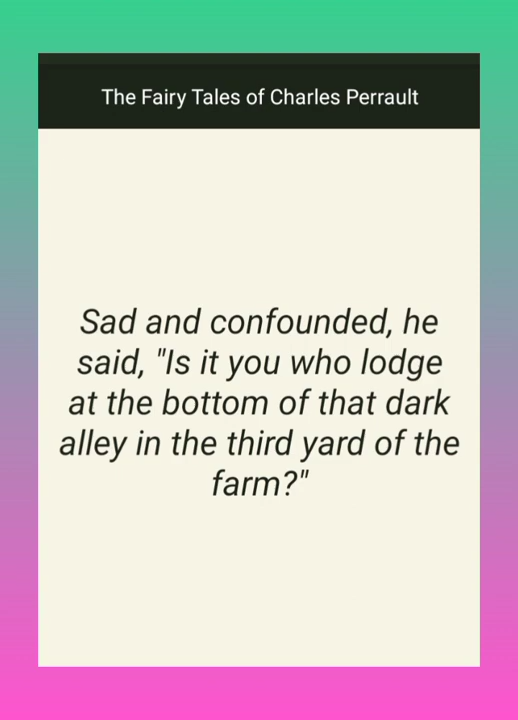 The Fairy Tales of Charles Perrault
Sad and confounded, he
said, "Is it you who lodge
at the bottom of that dark
alley in the third yard of the
farm?"